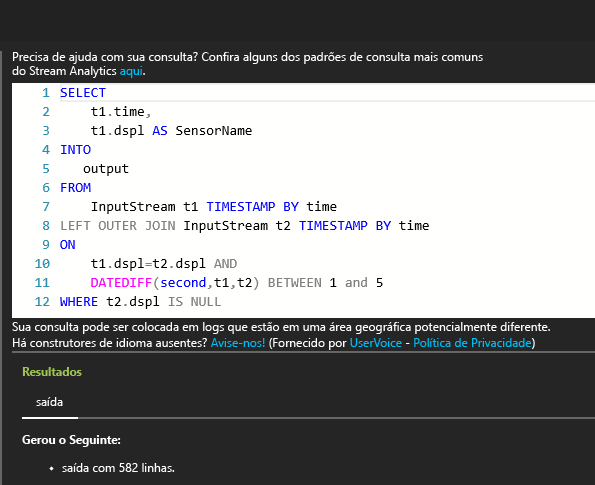 Precisa de ajuda com sua consulta? Confira alguns dos padrões de consulta mais comuns
do Stream Analytics aqui.
1 SELECT
2 t1.time,
3 t1.dspl AS SensorName
4 INTO
5 output
6 FROM
7 InputStream t1 TIMESTAMP BY time
8 LEFT OUTER JOIN InputStream t2 TIMESTAMP BY time
9 ON
10 t1.dspl=t2.dspl AND
11 DATEDIFF(second,t1,t2) BETWEEN 1 and 5
12 WHERE t2.dspl IS NULL
Sua consulta pode ser colocada em logs que estão em uma área geográfica potencialmente diferente.
Há construtores de idioma ausentes? Avise-nos! (Fornecido por UserVoice - Política de Privacidade)
Resultados
saída
Gerou o Seguinte:
• saída com 582 linhas.